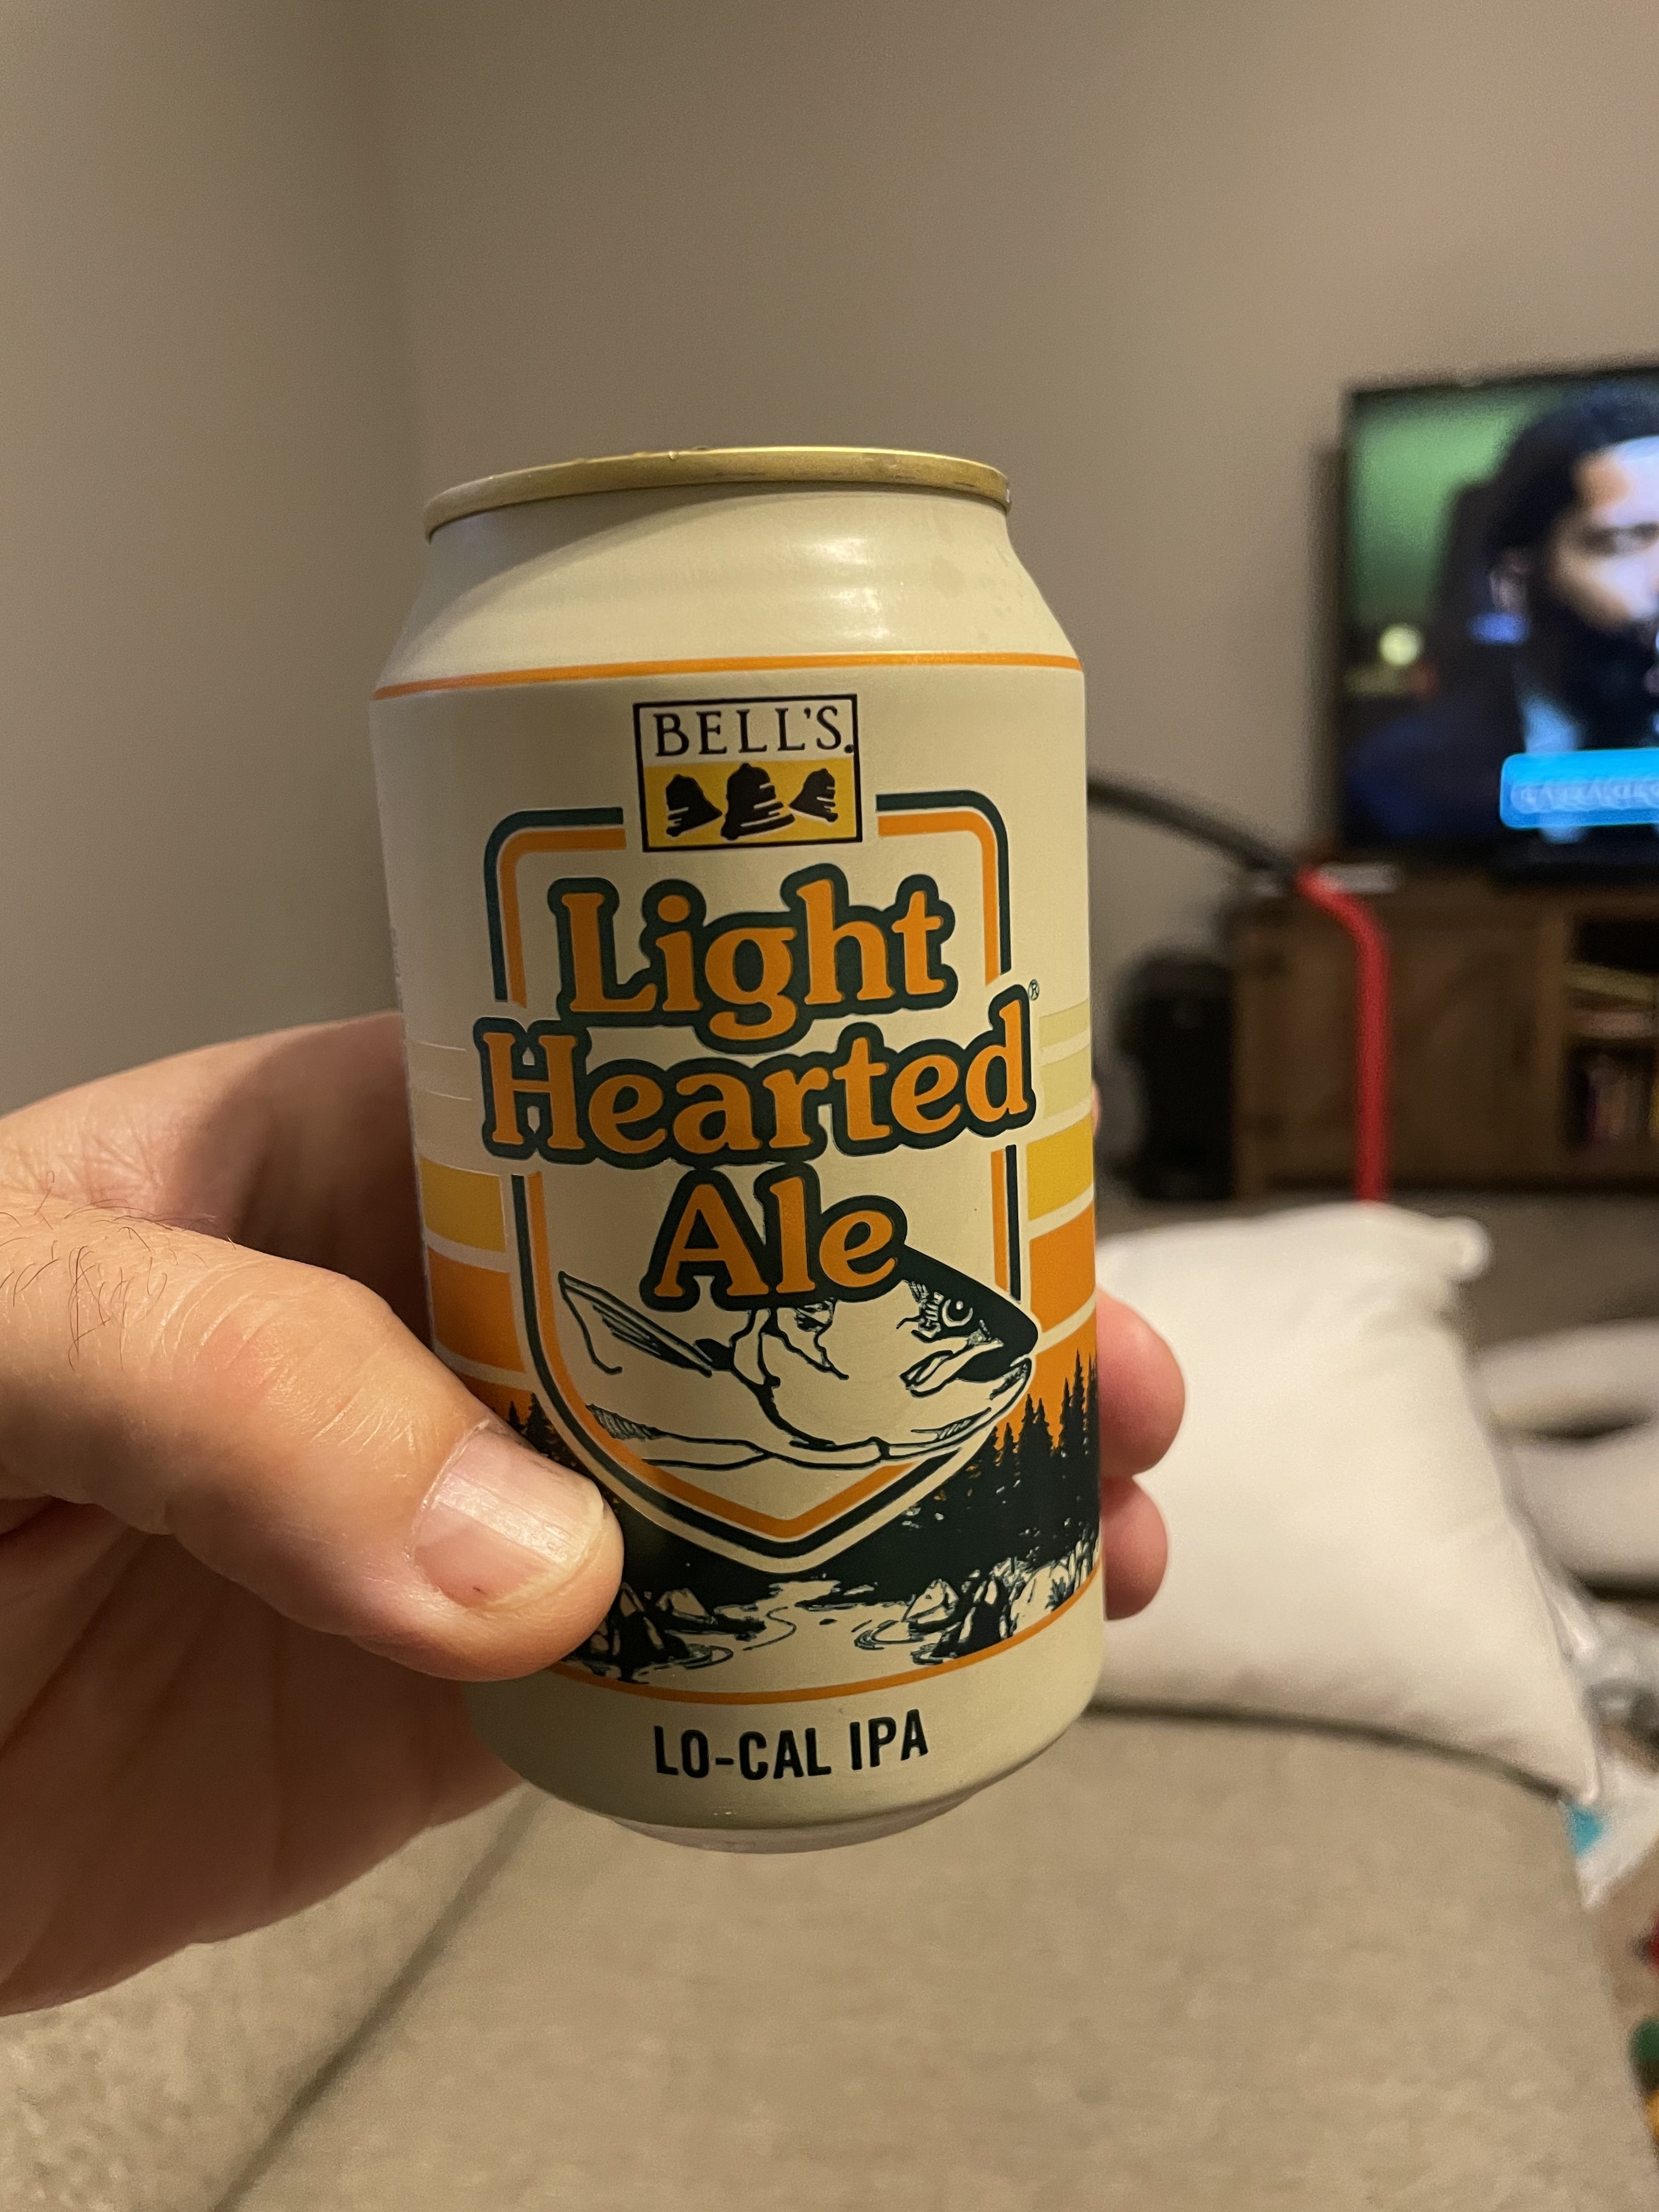 BELL'S
Light
Hearted®
Ale
LO-CAL IPA